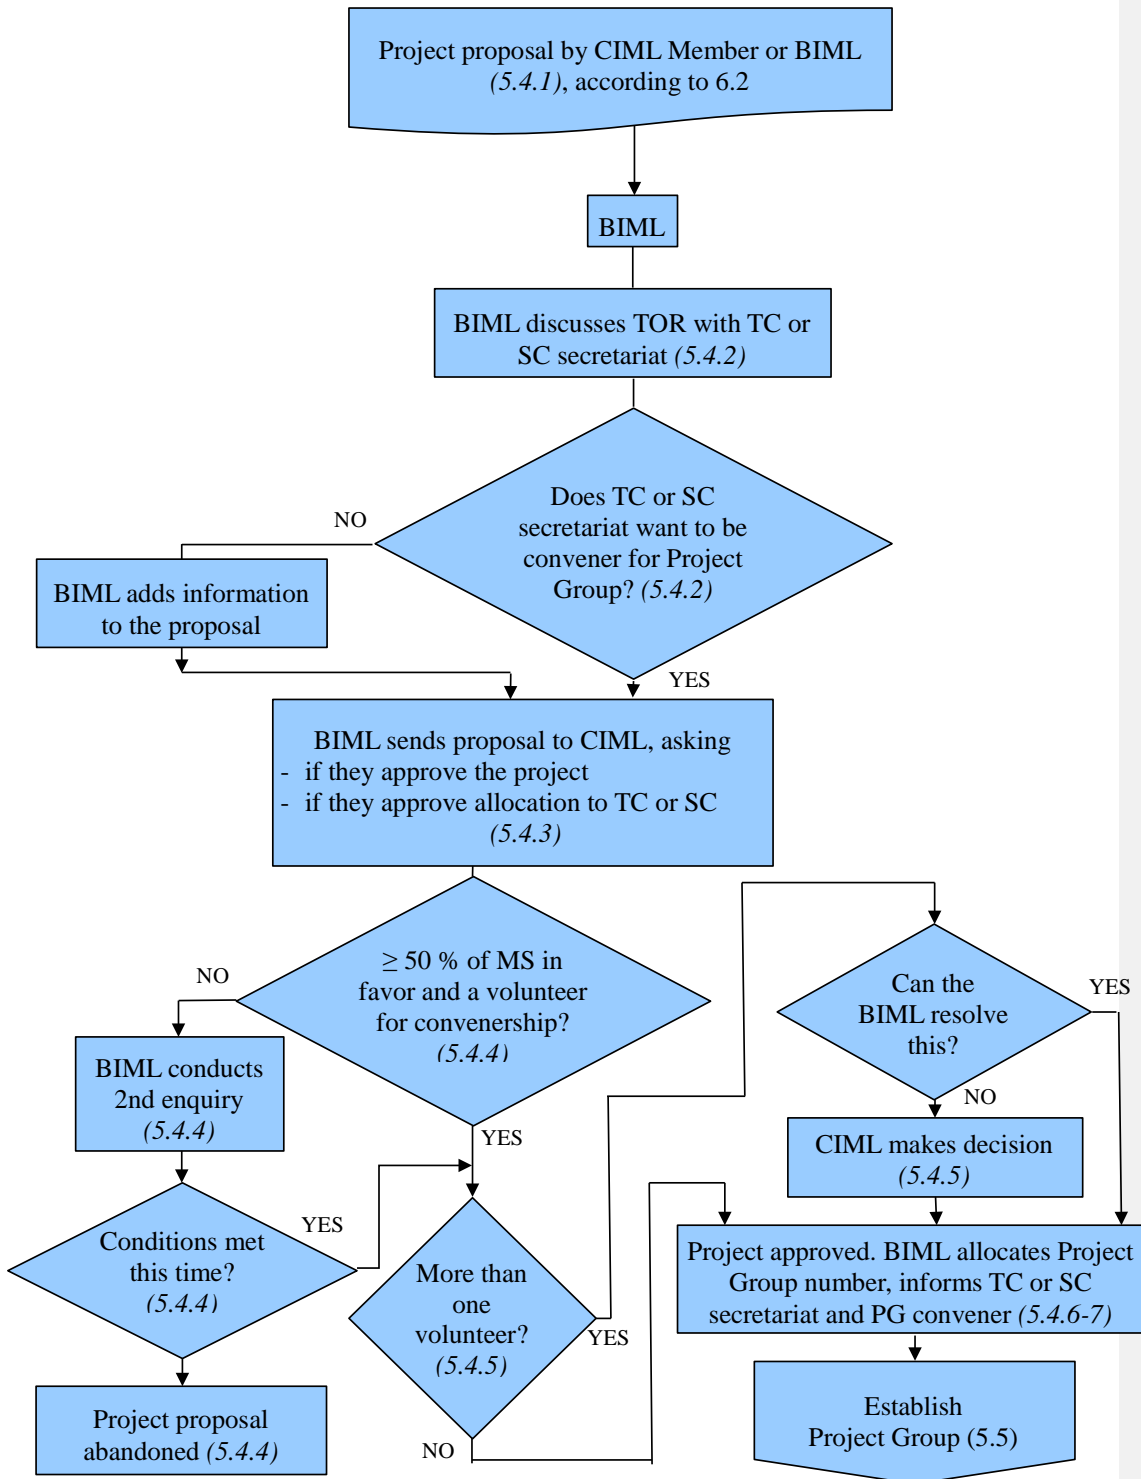 Project proposal by CIML Member or BIML
(5.4.1), according to 6.2
BIML
BIML discusses TOR with TC or
SC secretariat (5.4.2)
Does TC or SC
secretariat want to be
convener for Project
Group? (5.4.2)
NO
BIML adds information
to the proposal
YES
BIML sends proposal to CIML, asking
- if they approve the project
- if they approve allocation to TC or SC
(5.4.3)
≥ 50 % of MS in
favor and a volunteer
for convenership?
(5.4.4)
NO
BIML conducts
2nd enquiry
(5.4.4)
YES
Conditions met
this time?
(5.4.4)
YES
Project proposal
abandoned (5.4.4)
More than
one
volunteer?
(5.4.5)
YES
NO
Can the
BIML resolve
this?
YES
NO
CIML makes decision
(5.4.5)
Project approved. BIML allocates Project
Group number, informs TC or SC
secretariat and PG convener (5.4.6-7)
Establish
Project Group (5.5)